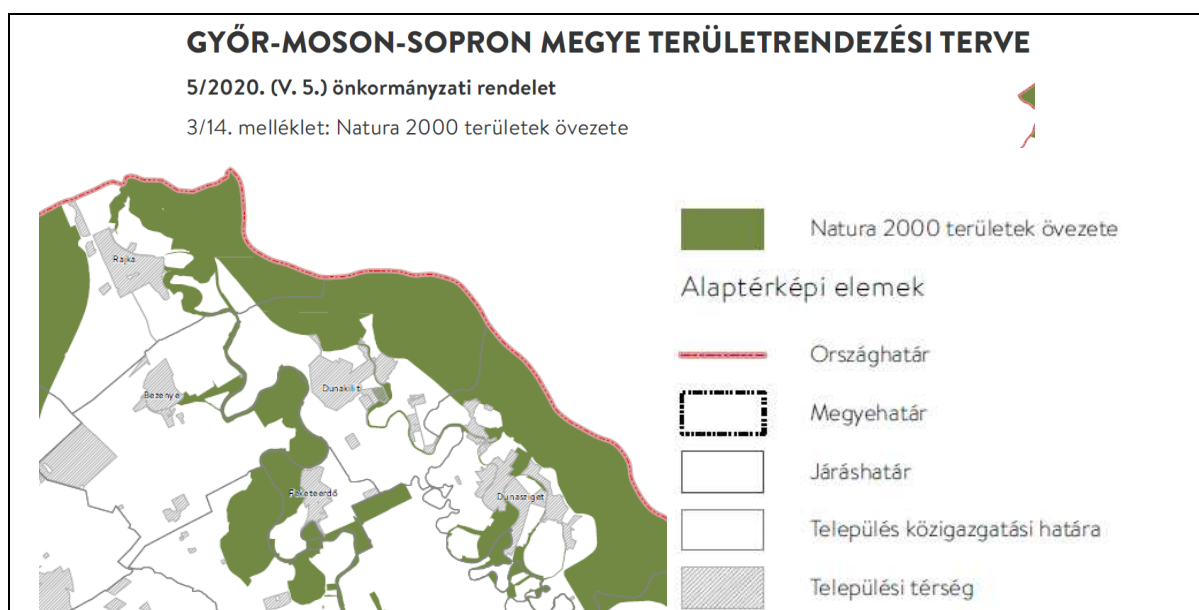 GYŐR-MOSON-SOPRON MEGYE TERÜLETRENDEZÉSI TERVE
5/2020. (V. 5.) önkormányzati rendelet
3/14. melléklet: Natura 2000 területek övezete
Natura 2000 területek övezete
Alaptérképi elemek
Országhatár
Megyehatár
Járáshatár
Település közigazgatási határa
Települési térség
Rajka
Bezenye
Dunakiliti
Feketeerdő
Dunasziget